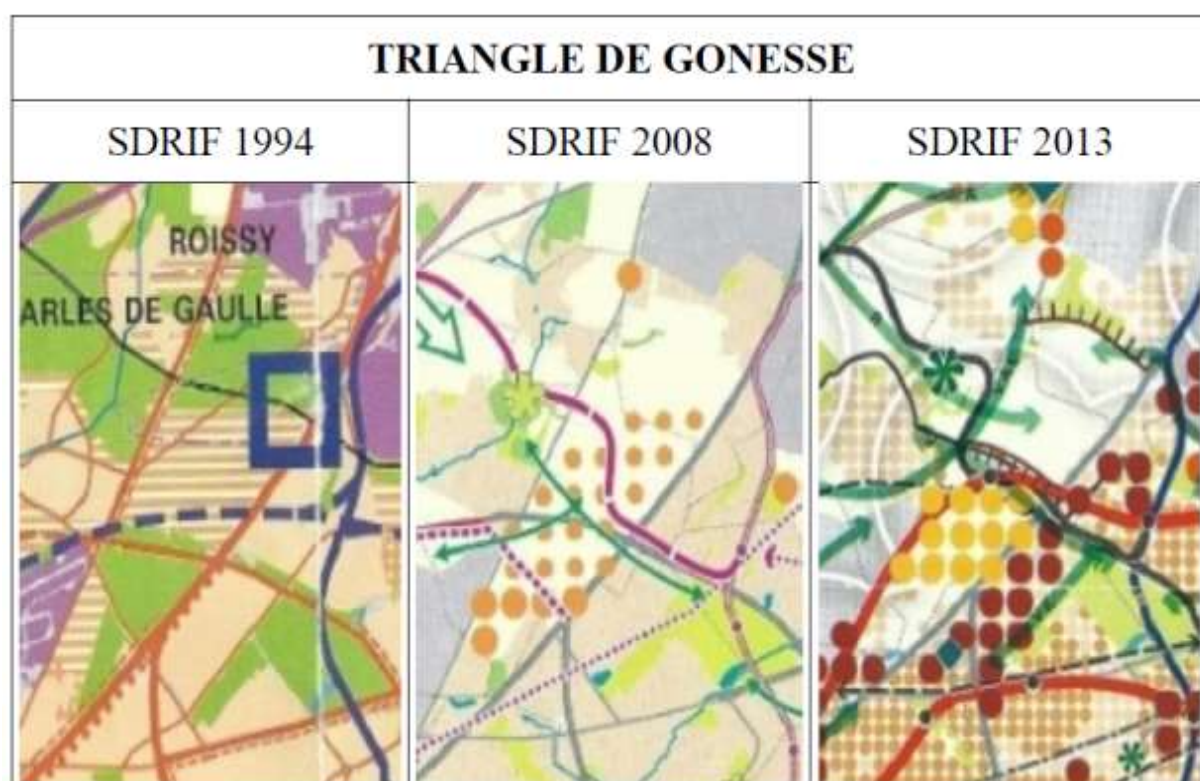 TRIANGLE DE GONESSE
SDRIF 1994
SDRIF 2008
SDRIF 2013
ROISSY
ARLES DE GAULLE